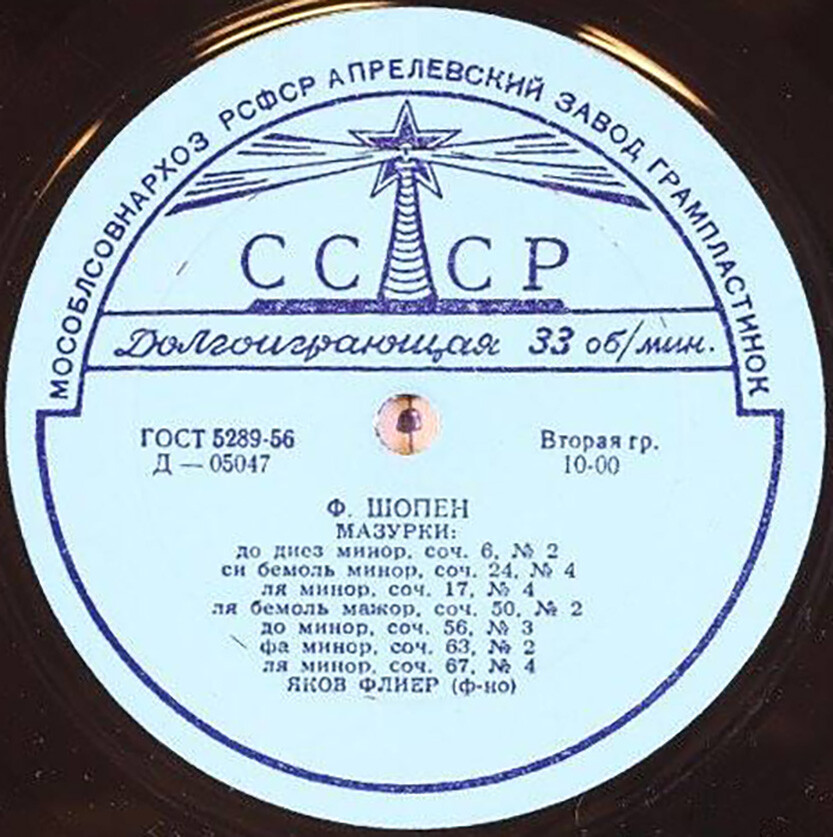 МОСОБЛСОВНАРХОЗ РСФСР АПРЕЛЕВСКИЙ ЗАВОД ГРАМПЛАСТИНОК
СССР
Долгоиграющая 33 об/мин.
ГОСТ 5289-56
Д — 05047
Вторая гр.
10-00
Ф. ШОПЕН
МАЗУРКИ:
до диез минор, соч. 6, № 2
си бемоль минор, соч. 24, № 4
ля минор, соч. 17, № 4
ля бемоль мажор, соч. 50, № 2
до минор, соч. 56, № 3
фа минор, соч. 63, № 2
ля минор, соч. 67, № 4
ЯКОВ ФЛИЕР (ф-но)